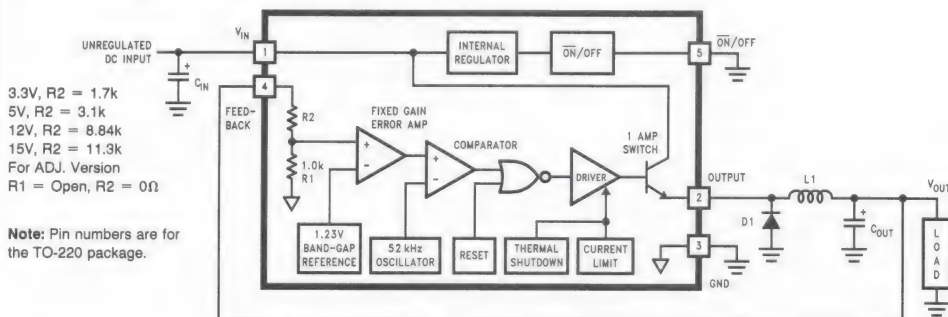 UNREGULATED
DC INPUT
V_IN
1
+
C_IN
4
FEED-
BACK
INTERNAL
REGULATOR
ON/OFF
5
ON/OFF
3.3V, R2 = 1.7k
5V, R2 = 3.1k
12V, R2 = 8.84k
15V, R2 = 11.3k
For ADJ. Version
R1 = Open, R2 = 0Ω
Note: Pin numbers are for
the TO-220 package.
R2
1.0k
R1
FIXED GAIN
ERROR AMP
+
−
COMPARATOR
+
−
DRIVER
1 AMP
SWITCH
1.23V
BAND-GAP
REFERENCE
52 kHz
OSCILLATOR
RESET
THERMAL
SHUTDOWN
CURRENT
LIMIT
OUTPUT
2
3
GND
D1
L1
+
C_OUT
V_OUT
LOAD